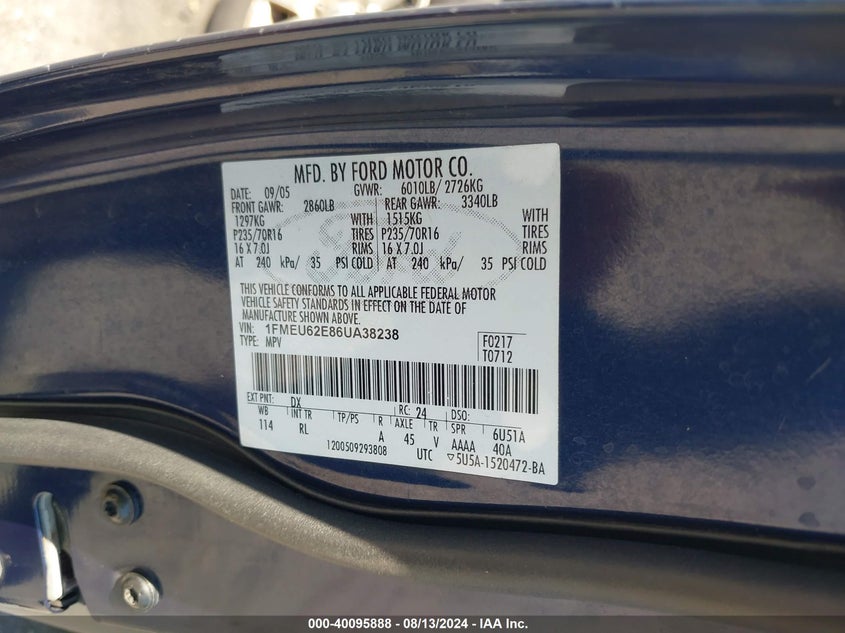 MFD. BY FORD MOTOR CO.
DATE: 09/05 GVWR: 6010LB/ 2726KG
FRONT GAWR: 2860LB REAR GAWR: 3340LB
1297KG WITH 1515KG WITH
P235/70R16 TIRES P235/70R16 TIRES
16 X 7.0J RIMS 16 X 7.0J RIMS
AT 240 kPa/ 35 PSI COLD AT 240 kPa/ 35 PSI COLD
THIS VEHICLE CONFORMS TO ALL APPLICABLE FEDERAL MOTOR
VEHICLE SAFETY STANDARDS IN EFFECT ON THE DATE OF
MANUFACTURE SHOWN ABOVE.
VIN: 1FMEU62E86UA38238
TYPE: MPV
F0217
T0712
EXT PNT: DX RC: 24 DSO:
WB INT TR TP/PS R AXLE TR SPR 6U51A
114 RL A 45 V AAAA 40A
1200509293808 UTC ▽5U5A-1520472-BA
000-40095888 - 08/13/2024 - IAAI, Inc.